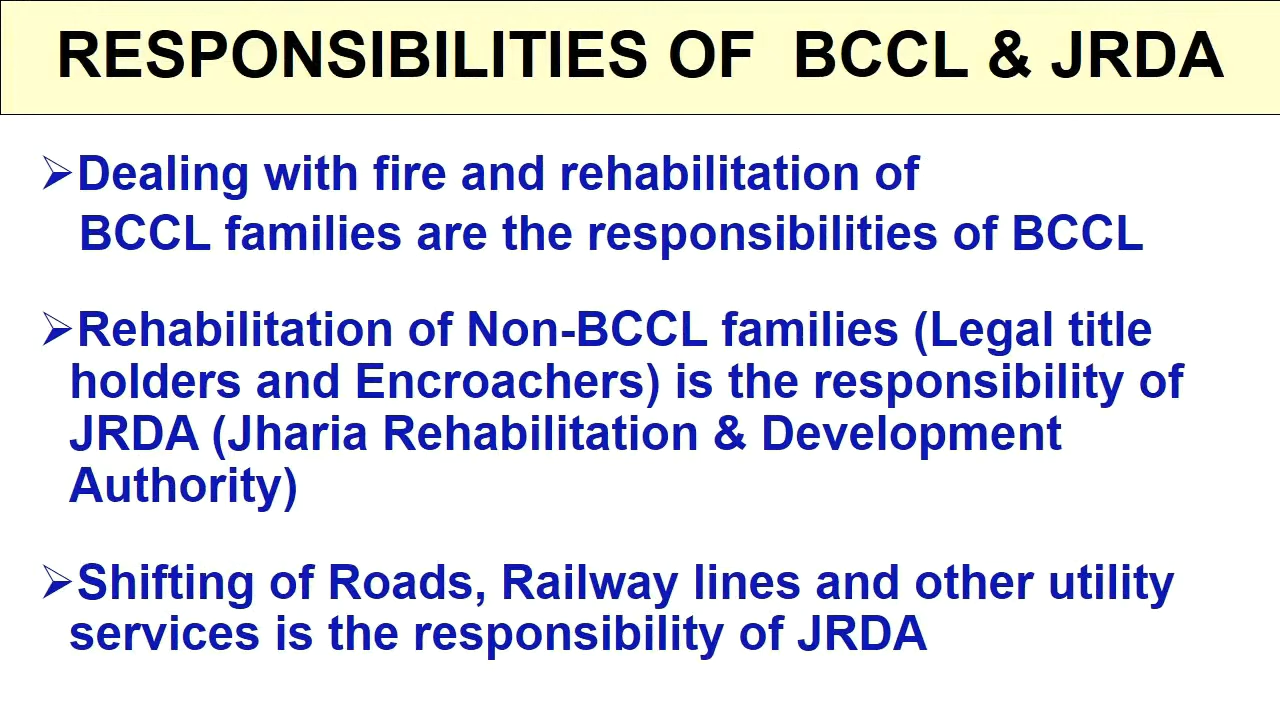 RESPONSIBILITIES OF  BCCL & JRDA
➢Dealing with fire and rehabilitation of
BCCL families are the responsibilities of BCCL
➢Rehabilitation of Non-BCCL families (Legal title
holders and Encroachers) is the responsibility of
JRDA (Jharia Rehabilitation & Development
Authority)
➢Shifting of Roads, Railway lines and other utility
services is the responsibility of JRDA